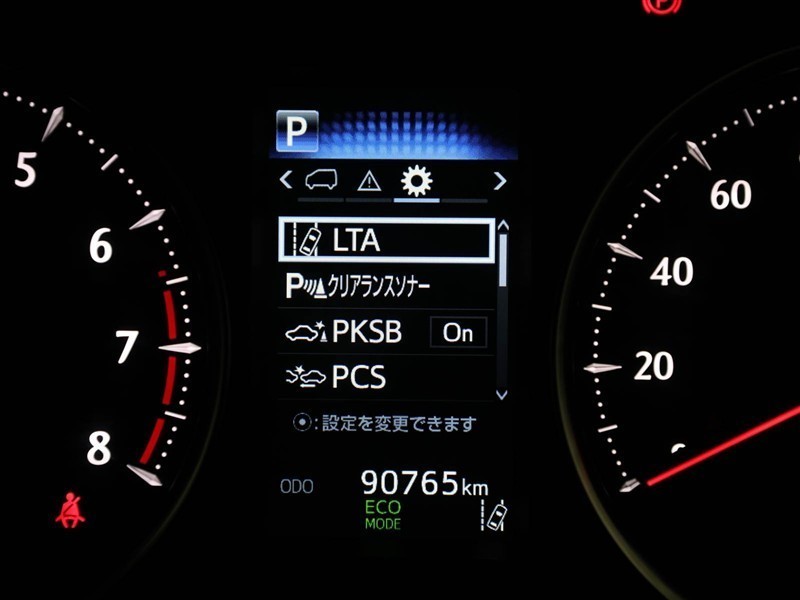 P
LTA
Pクリアランスソナー
PKSB On
PCS
:設定を変更できます
ODO 90765km
ECO
MODE
5
6
7
8
60
40
20
P